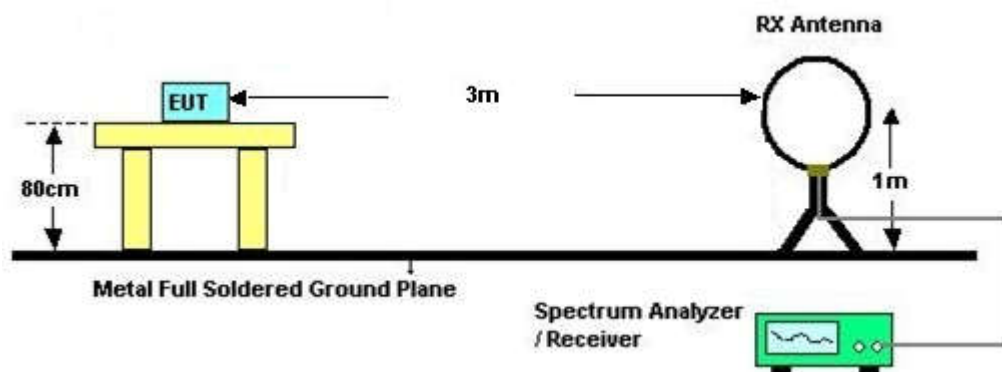 RX Antenna
EUT
3m
80cm
1m
Metal Full Soldered Ground Plane
Spectrum Analyzer
/ Receiver